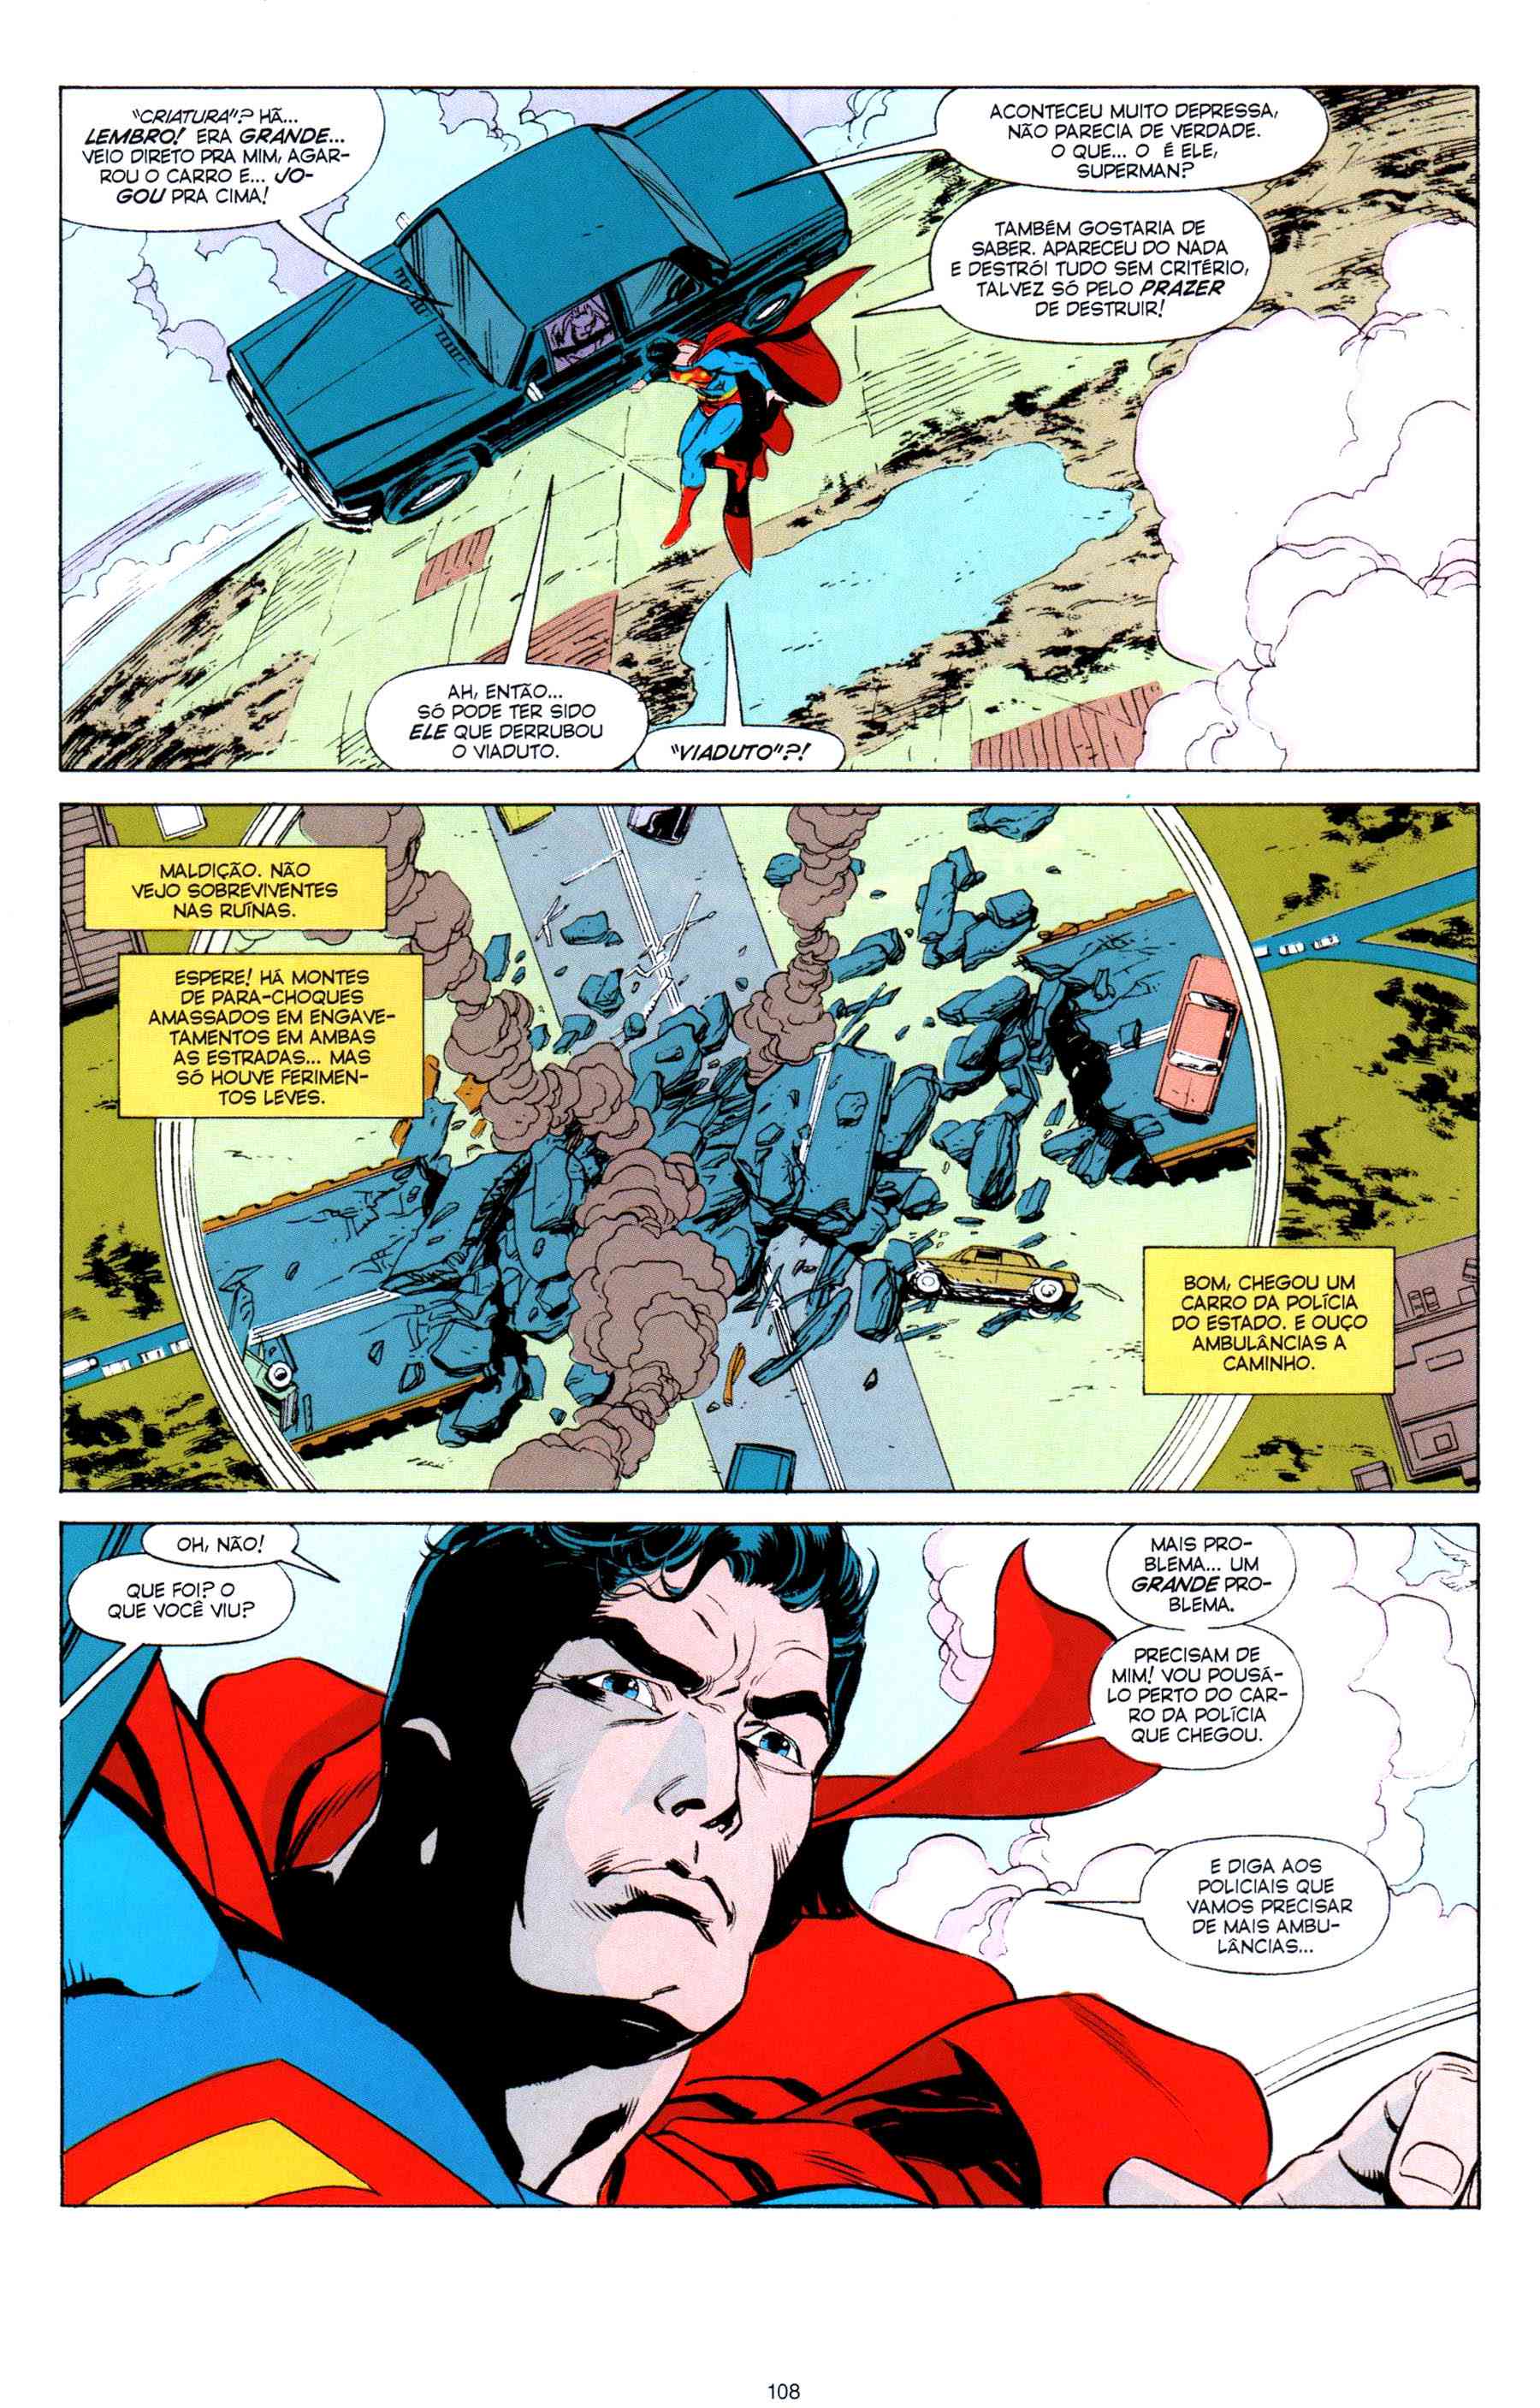 "CRIATURA"? HÃ...
LEMBRO! ERA GRANDE...
VEIO DIRETO PRA MIM, AGAR-
ROU O CARRO E... JO-
GOU PRA CIMA!
ACONTECEU MUITO DEPRESSA,
NÃO PARECIA DE VERDADE.
O QUE... O É ELE,
SUPERMAN?
TAMBÉM GOSTARIA DE
SABER. APARECEU DO NADA
E DESTRÓI TUDO SEM CRITÉRIO,
TALVEZ SÓ PELO PRAZER
DE DESTRUIR!
AH, ENTÃO...
SÓ PODE TER SIDO
ELE QUE DERRUBOU
O VIADUTO.
"VIADUTO"?!
MALDIÇÃO. NÃO
VEJO SOBREVIVENTES
NAS RUÍNAS.
ESPERE! HÁ MONTES
DE PARA-CHOQUES
AMASSADOS EM ENGAVE-
TAMENTOS EM AMBAS
AS ESTRADAS... MAS
SÓ HOUVE FERIMEN-
TOS LEVES.
BOM, CHEGOU UM
CARRO DA POLÍCIA
DO ESTADO. E OUÇO
AMBULÂNCIAS A
CAMINHO.
OH, NÃO!
QUE FOI? O
QUE VOCÊ VIU?
MAIS PRO-
BLEMA... UM
GRANDE PRO-
BLEMA.
PRECISAM DE
MIM! VOU POUSÁ-
LO PERTO DO CAR-
RO DA POLÍCIA
QUE CHEGOU.
E DIGA AOS
POLICIAIS QUE
VAMOS PRECISAR
DE MAIS AMBU-
LÂNCIAS...
108